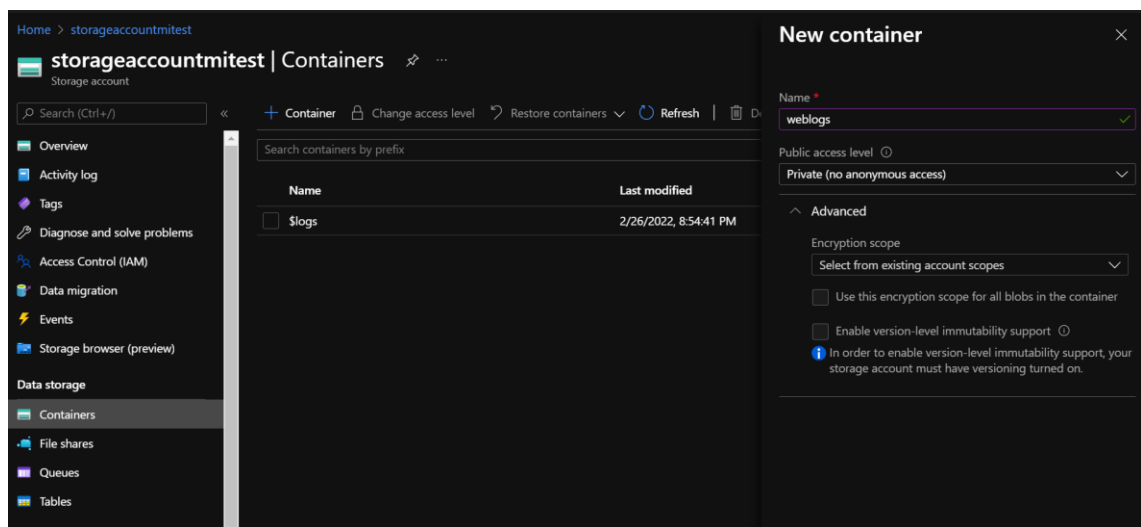 Home > storageaccountmitest
storageaccountmitest | Containers
Storage account
Search (Ctrl+/)
Overview
Activity log
Tags
Diagnose and solve problems
Access Control (IAM)
Data migration
Events
Storage browser (preview)
Data storage
Containers
File shares
Queues
Tables
+ Container Change access level Restore containers Refresh
Search containers by prefix
Name Last modified
$logs 2/26/2022, 8:54:41 PM
New container
Name *
weblogs
Public access level
Private (no anonymous access)
Advanced
Encryption scope
Select from existing account scopes
Use this encryption scope for all blobs in the container
Enable version-level immutability support
In order to enable version-level immutability support, your
storage account must have versioning turned on.